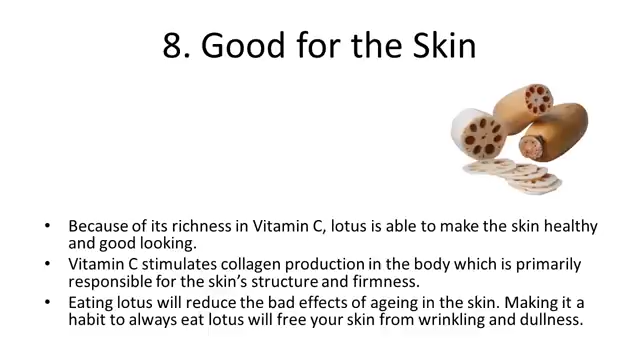 8. Good for the Skin
• Because of its richness in Vitamin C, lotus is able to make the skin healthy
and good looking.
• Vitamin C stimulates collagen production in the body which is primarily
responsible for the skin's structure and firmness.
• Eating lotus will reduce the bad effects of ageing in the skin. Making it a
habit to always eat lotus will free your skin from wrinkling and dullness.